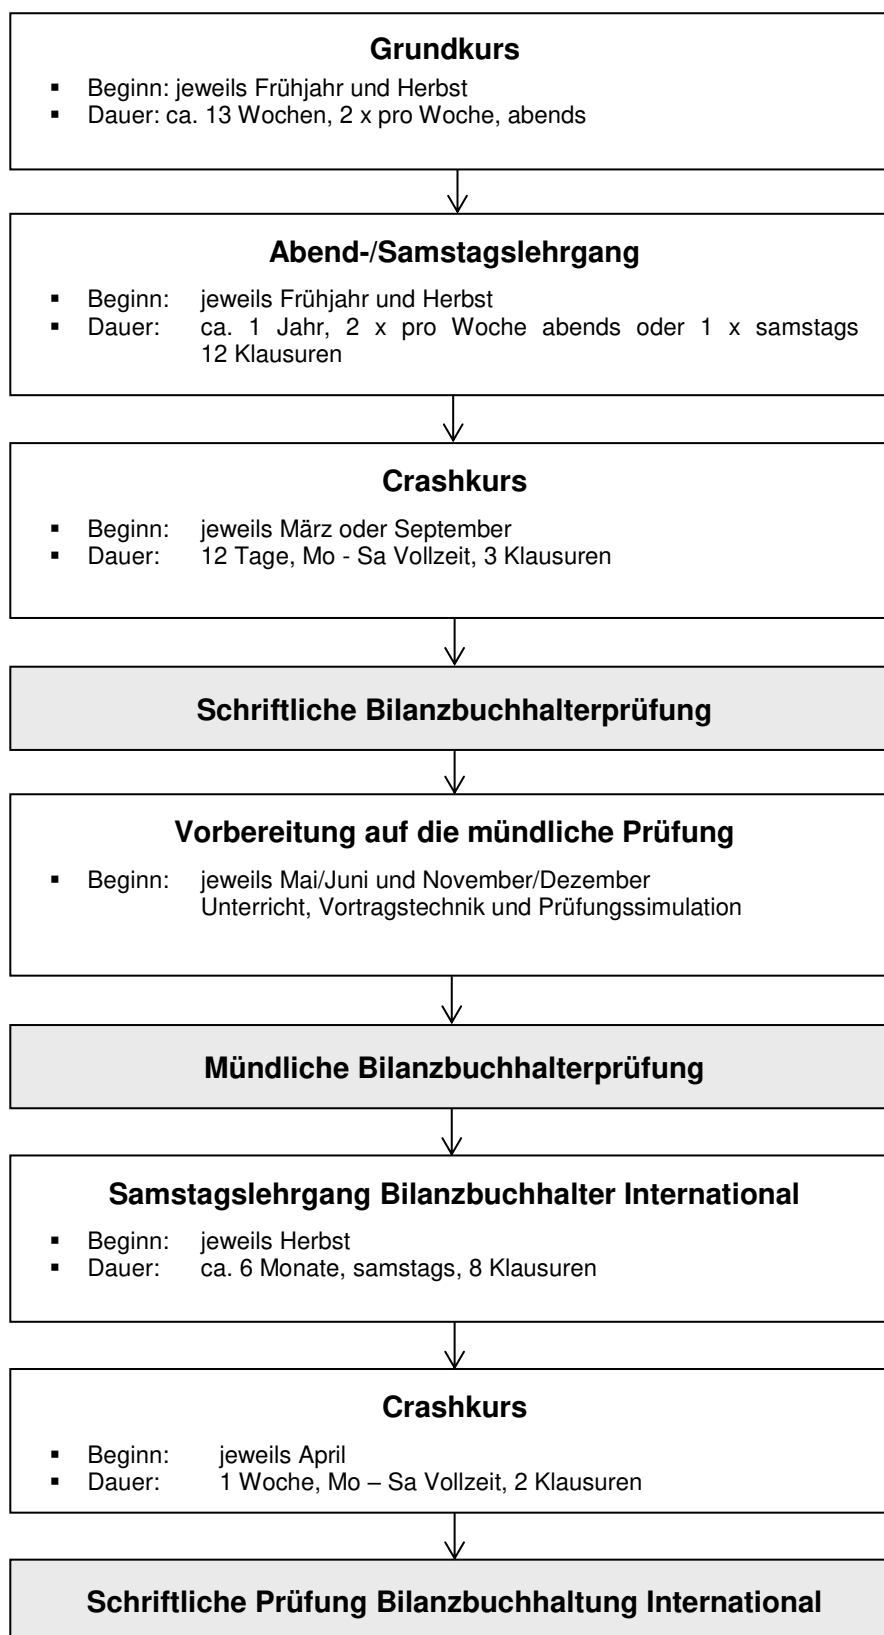 Grundkurs
▪ Beginn: jeweils Frühjahr und Herbst
▪ Dauer: ca. 13 Wochen, 2 x pro Woche, abends
Abend-/Samstagslehrgang
▪ Beginn: jeweils Frühjahr und Herbst
▪ Dauer: ca. 1 Jahr, 2 x pro Woche abends oder 1 x samstags
12 Klausuren
Crashkurs
▪ Beginn: jeweils März oder September
▪ Dauer: 12 Tage, Mo - Sa Vollzeit, 3 Klausuren
Schriftliche Bilanzbuchhalterprüfung
Vorbereitung auf die mündliche Prüfung
▪ Beginn: jeweils Mai/Juni und November/Dezember
Unterricht, Vortragstechnik und Prüfungssimulation
Mündliche Bilanzbuchhalterprüfung
Samstagslehrgang Bilanzbuchhalter International
▪ Beginn: jeweils Herbst
▪ Dauer: ca. 6 Monate, samstags, 8 Klausuren
Crashkurs
▪ Beginn: jeweils April
▪ Dauer: 1 Woche, Mo – Sa Vollzeit, 2 Klausuren
Schriftliche Prüfung Bilanzbuchhaltung International